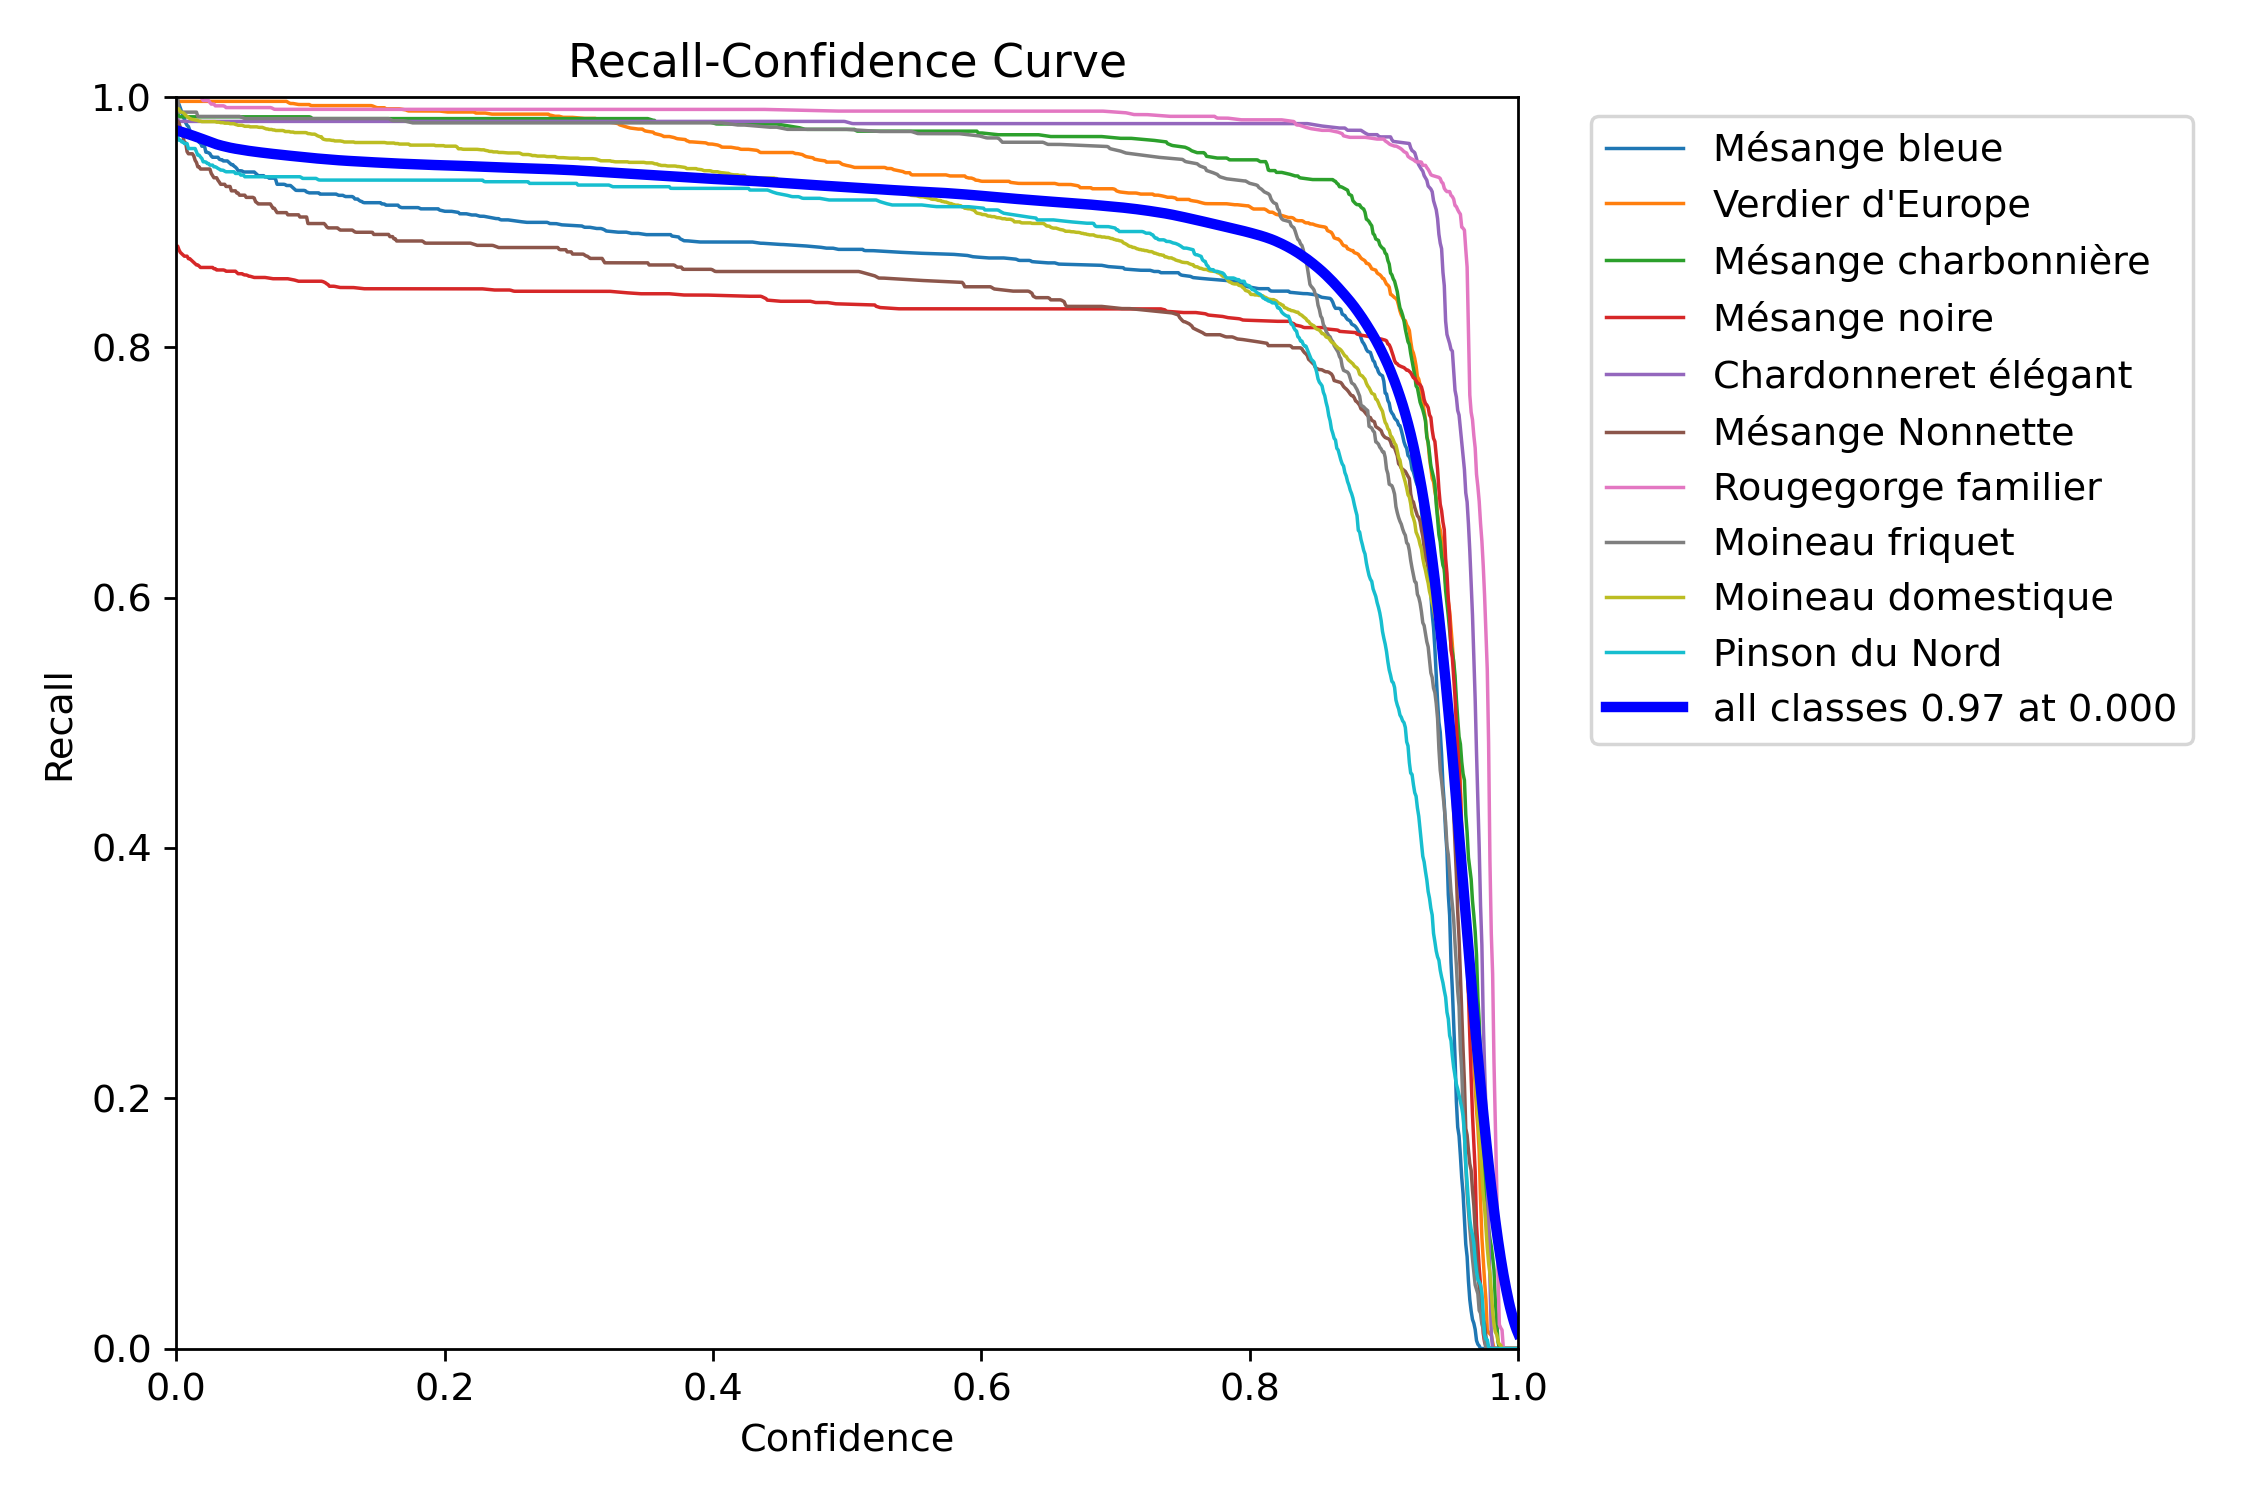 Recall-Confidence Curve
1.0
0.8
0.6
0.4
0.2
0.0
Recall
0.0 0.2 0.4 0.6 0.8 1.0
Confidence
Mésange bleue
Verdier d'Europe
Mésange charbonnière
Mésange noire
Chardonneret élégant
Mésange Nonnette
Rougegorge familier
Moineau friquet
Moineau domestique
Pinson du Nord
all classes 0.97 at 0.000